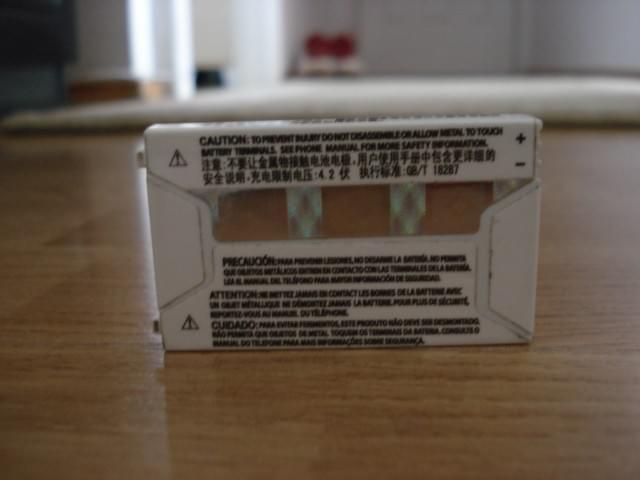 CAUTION: TO PREVENT INJURY DO NOT DISASSEMBLE OR ALLOW METAL TO TOUCH
BATTERY TERMINALS. SEE PHONE MANUAL FOR MORE SAFETY INFORMATION.
注意:不要让金属物接触电池电极,用户使用手册中包含更详细的
安全说明,充电限制电压:4.2 伏 执行标准:GB/T 18287
+
−
PRECAUCIÓN: PARA PREVENIR LESIONES, NO DESARME LA BATERÍA. NO PERMITA
QUE OBJETOS METÁLICOS ENTREN EN CONTACTO CON LAS TERMINALES DE LA BATERÍA.
LEA EL MANUAL DEL TELÉFONO PARA MAYOR INFORMACIÓN DE SEGURIDAD.
ATTENTION: NE METTEZ JAMAIS EN CONTACT LES BORNES DE LA BATTERIE AVEC
UN OBJET MÉTALLIQUE NI DÉMONTEZ JAMAIS LA BATTERIE. POUR PLUS DE SÉCURITÉ,
REPORTEZ-VOUS AU MANUEL DU TÉLÉPHONE.
CUIDADO: PARA EVITAR FERIMENTOS, ESTE PRODUTO NÃO DEVE SER DESMONTADO.
NÃO PERMITA QUE OBJETOS DE METAL TOQUEM OS TERMINAIS DA BATERIA. CONSULTE O
MANUAL DO TELEFONE PARA MAIS INFORMAÇÕES SOBRE SEGURANÇA.